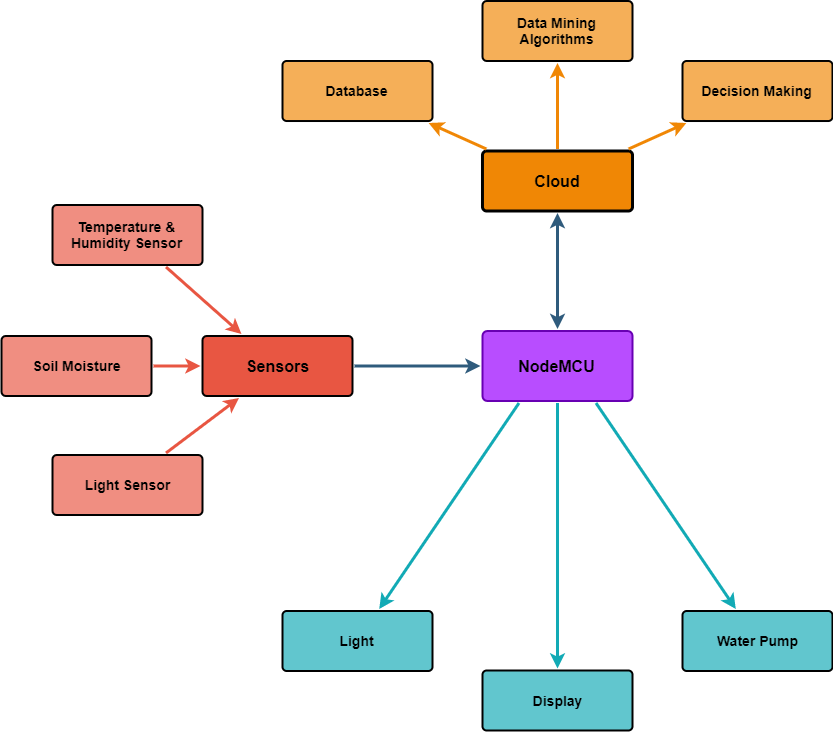 Data Mining
Algorithms
Database
Decision Making
Cloud
Temperature &
Humidity Sensor
Soil Moisture
Sensors
NodeMCU
Light Sensor
Light
Water Pump
Display